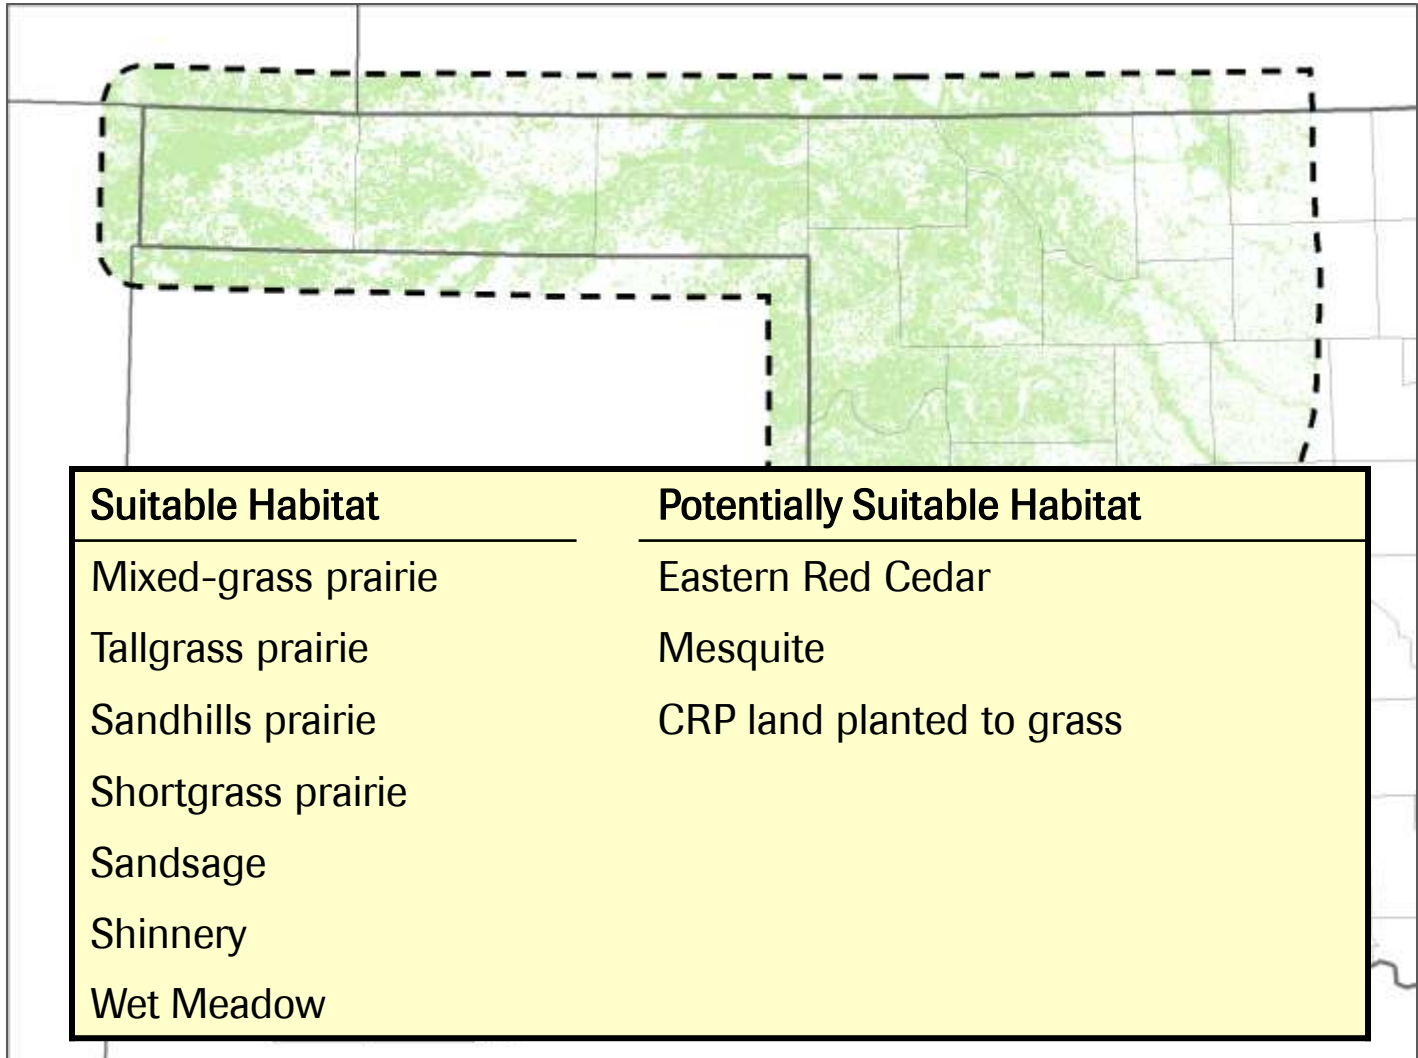 Suitable Habitat
Potentially Suitable Habitat
Mixed-grass prairie
Eastern Red Cedar
Tallgrass prairie
Mesquite
Sandhills prairie
CRP land planted to grass
Shortgrass prairie
Sandsage
Shinnery
Wet Meadow